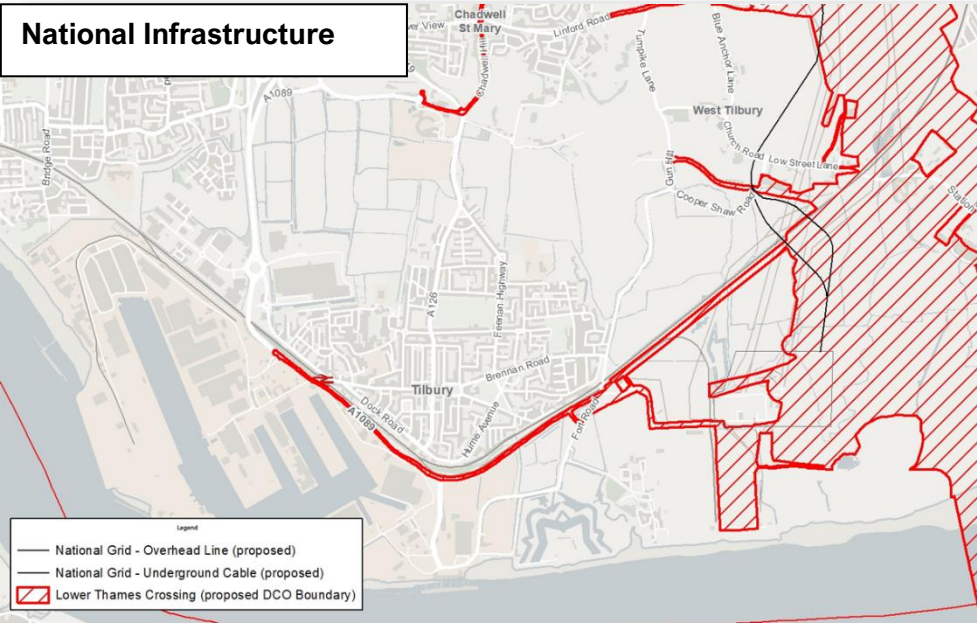 National Infrastructure
Chadwell
St Mary
Linford Road
Chadwell Hill
Turnpike Lane
Blue Anchor Lane
A1089
West Tilbury
Church Road
Low Street Lane
Bridge Road
Gun Hill
Cooper Shaw Road
Station
A126
Feenan Highway
Brennan Road
Tilbury
Dock Road
A1089
Hume Avenue
Fort Road
Legend
National Grid - Overhead Line (proposed)
National Grid - Underground Cable (proposed)
Lower Thames Crossing (proposed DCO Boundary)